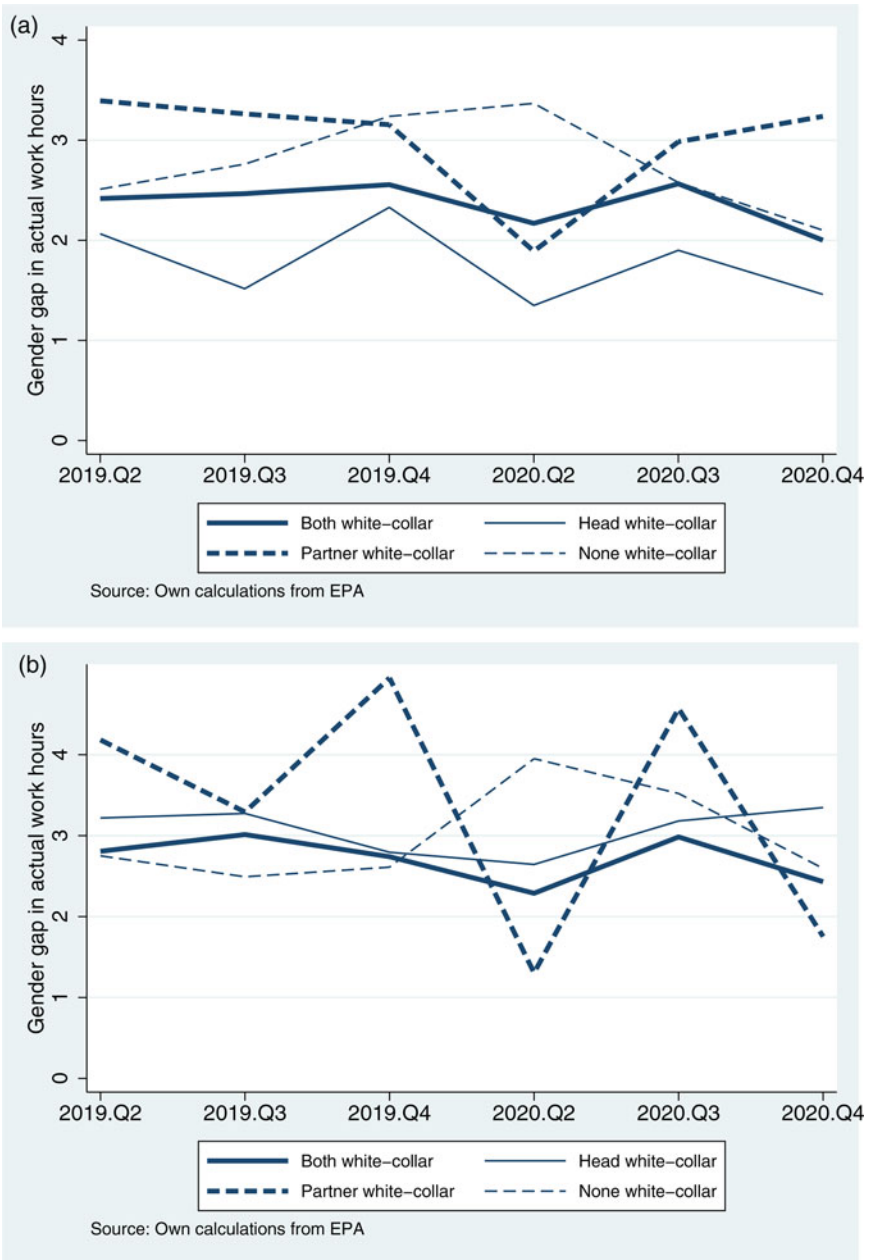 (a)
Gender gap in actual work hours
4
3
2
1
0
2019.Q2 2019.Q3 2019.Q4 2020.Q2 2020.Q3 2020.Q4
Both white-collar Head white-collar
Partner white-collar None white-collar
Source: Own calculations from EPA
(b)
Gender gap in actual work hours
4
3
2
1
0
2019.Q2 2019.Q3 2019.Q4 2020.Q2 2020.Q3 2020.Q4
Both white-collar Head white-collar
Partner white-collar None white-collar
Source: Own calculations from EPA